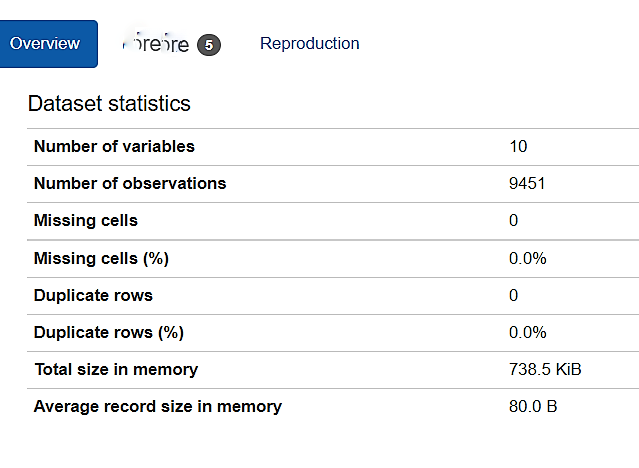 Overview 5 Reproduction
Dataset statistics
Number of variables 10
Number of observations 9451
Missing cells 0
Missing cells (%) 0.0%
Duplicate rows 0
Duplicate rows (%) 0.0%
Total size in memory 738.5 KiB
Average record size in memory 80.0 B